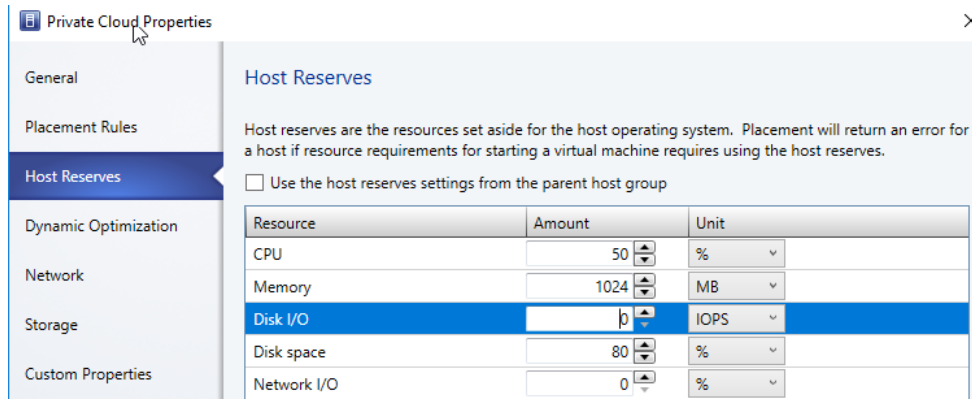 Private Cloud Properties
General
Placement Rules
Host Reserves
Dynamic Optimization
Network
Storage
Custom Properties
Host Reserves
Host reserves are the resources set aside for the host operating system. Placement will return an error for
a host if resource requirements for starting a virtual machine requires using the host reserves.
Use the host reserves settings from the parent host group
Resource Amount Unit
CPU 50 %
Memory 1024 MB
Disk I/O 0 IOPS
Disk space 80 %
Network I/O 0 %